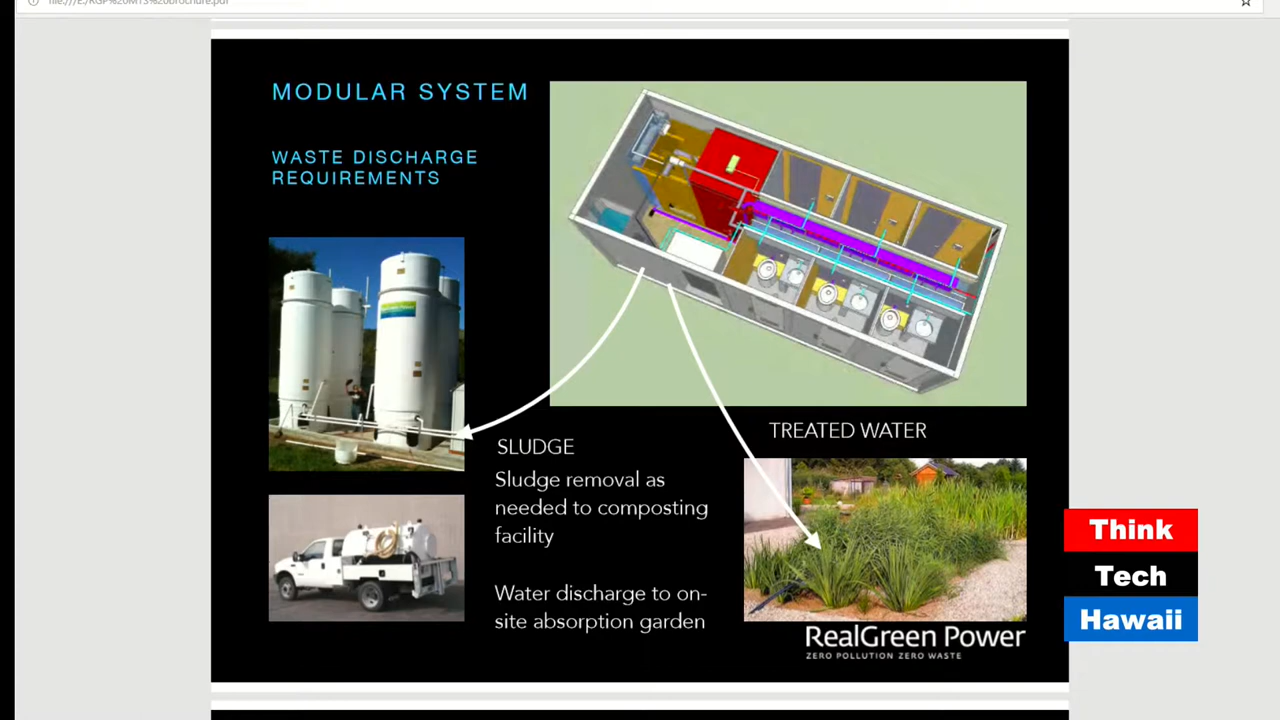 MODULAR SYSTEM
WASTE DISCHARGE
REQUIREMENTS
SLUDGE
Sludge removal as
needed to composting
facility
Water discharge to on-
site absorption garden
TREATED WATER
RealGreen Power
ZERO POLLUTION ZERO WASTE
Think
Tech
Hawaii